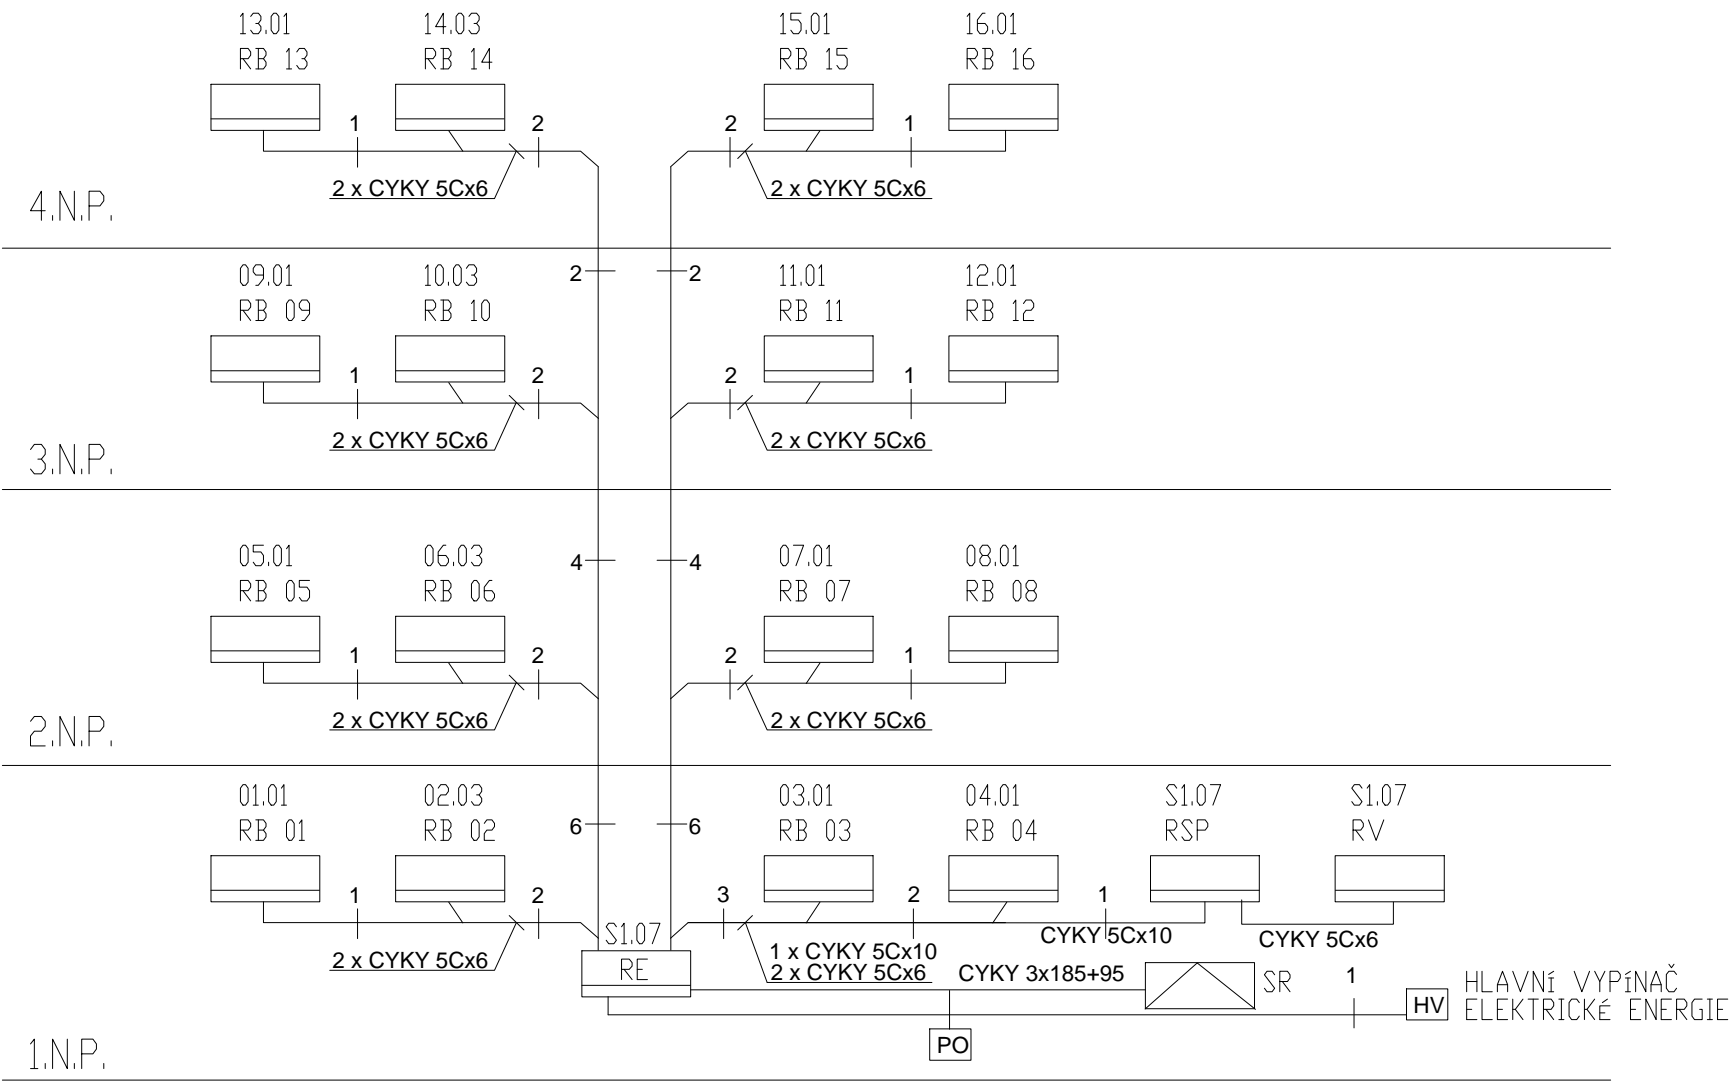 13.01
RB 13
14.03
RB 14
15.01
RB 15
16.01
RB 16
1
2
2
1
2 x CYKY 5Cx6
2 x CYKY 5Cx6
4.N.P.
2
2
09.01
RB 09
10.03
RB 10
11.01
RB 11
12.01
RB 12
1
2
2
1
2 x CYKY 5Cx6
2 x CYKY 5Cx6
3.N.P.
4
4
05.01
RB 05
06.03
RB 06
07.01
RB 07
08.01
RB 08
1
2
2
1
2 x CYKY 5Cx6
2 x CYKY 5Cx6
2.N.P.
01.01
RB 01
02.03
RB 02
6
6
03.01
RB 03
04.01
RB 04
S1.07
RSP
S1.07
RV
1
2
3
2
1
2 x CYKY 5Cx6
S1.07
RE
1 x CYKY 5Cx10
2 x CYKY 5Cx6
CYKY 5Cx10
CYKY 5Cx6
CYKY 3x185+95
SR
1
HV
HLAVNí VYPíNAČ
ELEKTRICKÉ ENERGIE
PO
1.N.P.